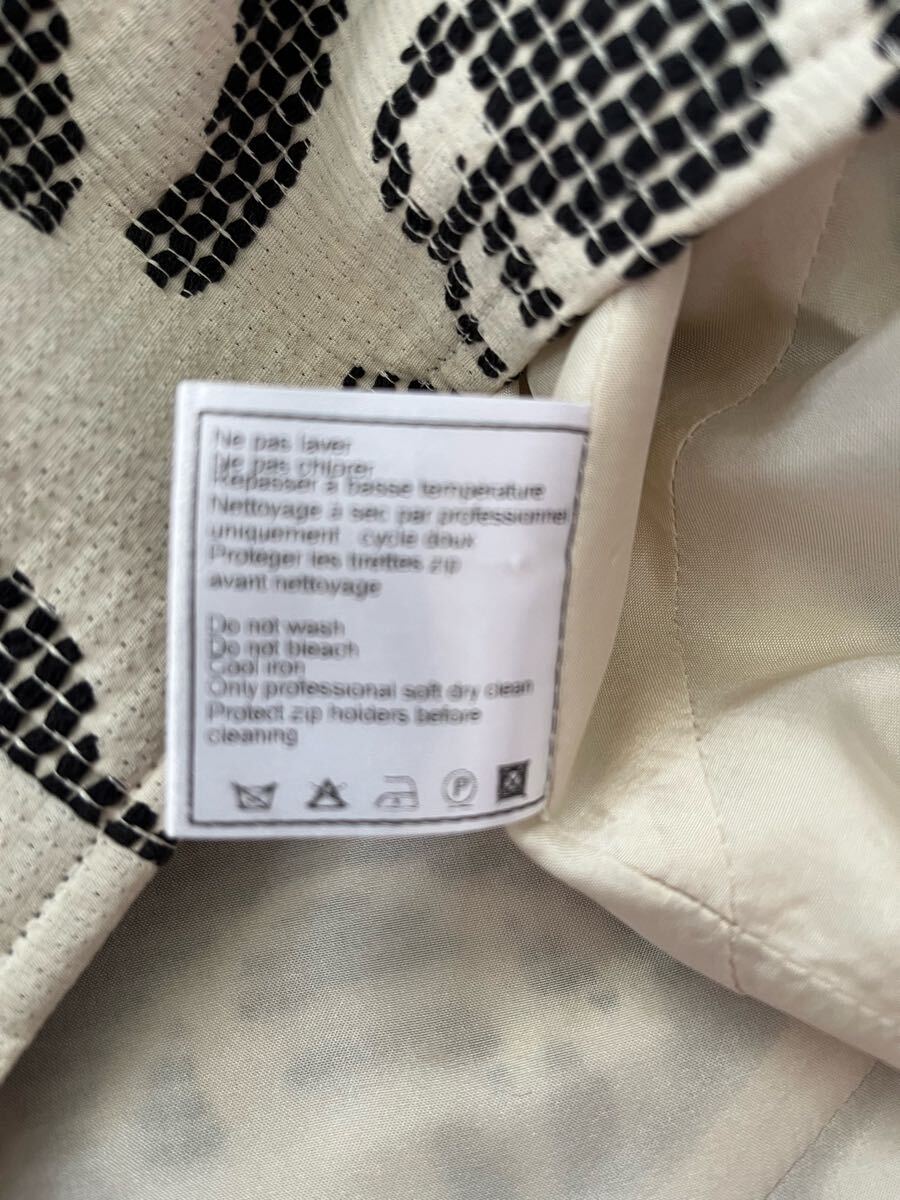 Ne pas laver
Ne pas chlorer
Repasser à basse température
Nettoyage à sec par professionnel
uniquement : cycle doux
Protéger les tirettes zip
avant nettoyage
Do not wash
Do not bleach
Cool iron
Only professional soft dry clean
Protect zip holders before
cleaning
P